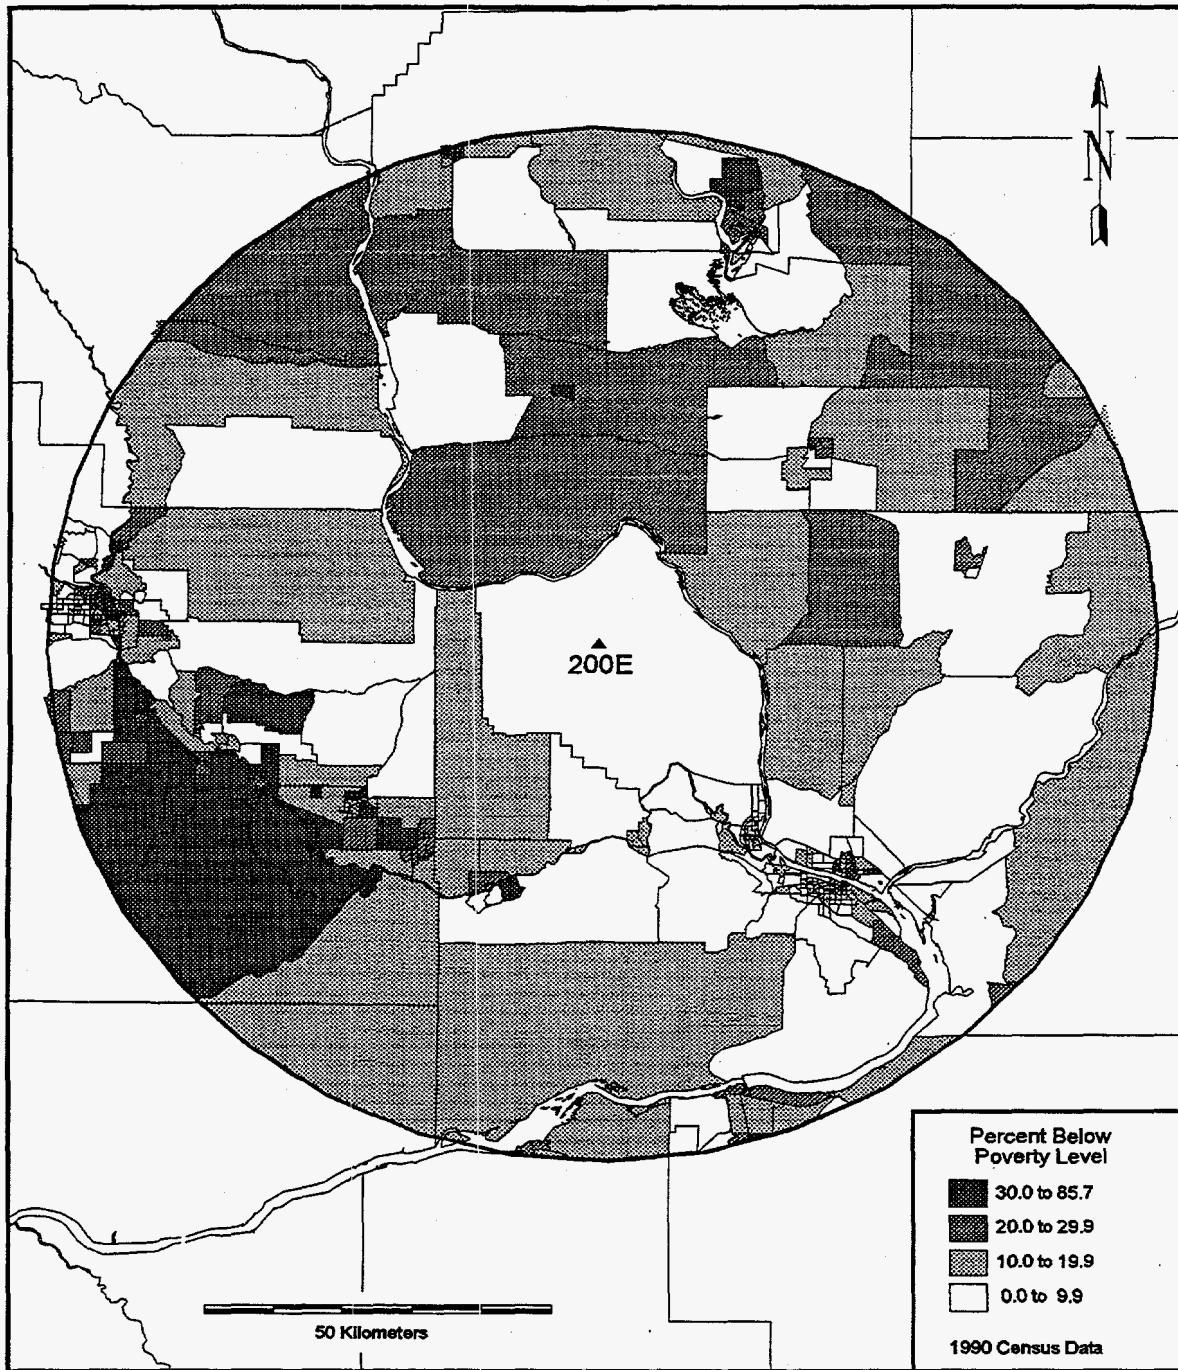 N
200E
Percent Below
Poverty Level
30.0 to 85.7
20.0 to 29.9
10.0 to 19.9
0.0 to 9.9
1990 Census Data
50 Kilometers